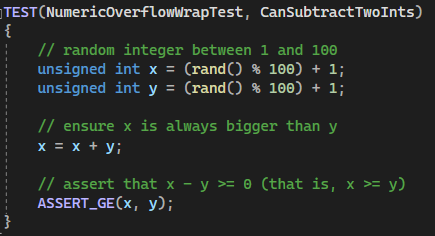 TEST(NumericOverflowWrapTest, CanSubtractTwoInts)
{
// random integer between 1 and 100
unsigned int x = (rand() % 100) + 1;
unsigned int y = (rand() % 100) + 1;
// ensure x is always bigger than y
x = x + y;
// assert that x - y >= 0 (that is, x >= y)
ASSERT_GE(x, y);
}